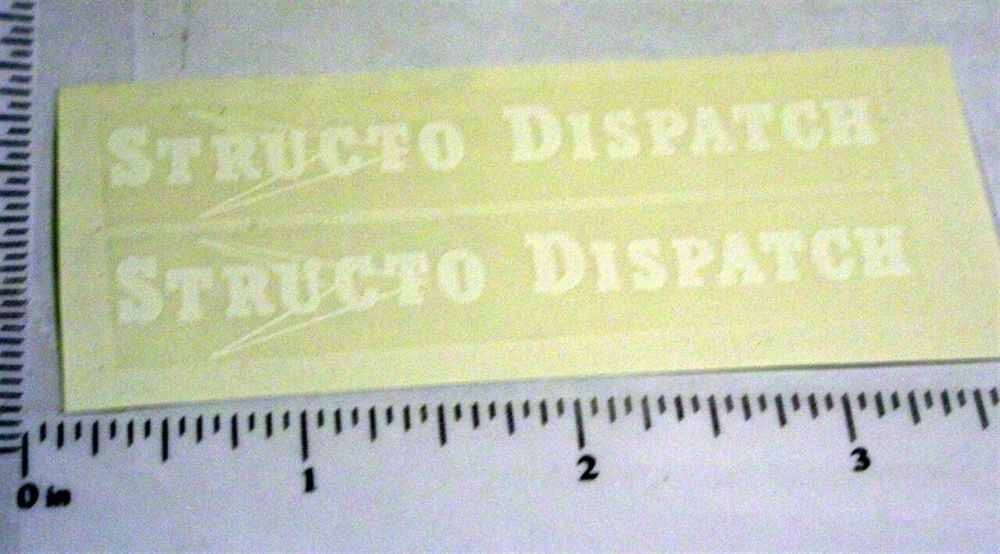 STRUCTO DISPATCH
STRUCTO DISPATCH
0 in 1 2 3